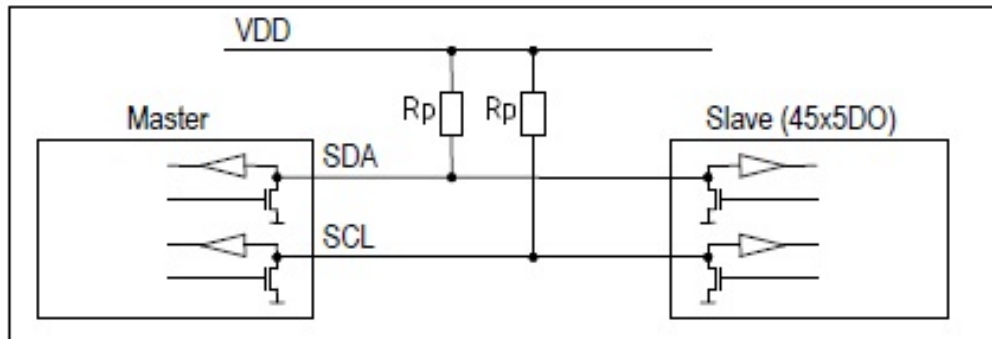 VDD
Rp Rp
Master
Slave (45x5DO)
SDA
SCL